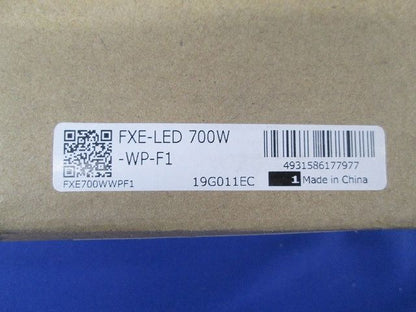 FXE-LED 700W
-WP-F1
4931586177977
FXE700WWPF1
19G011EC
1 Made in China